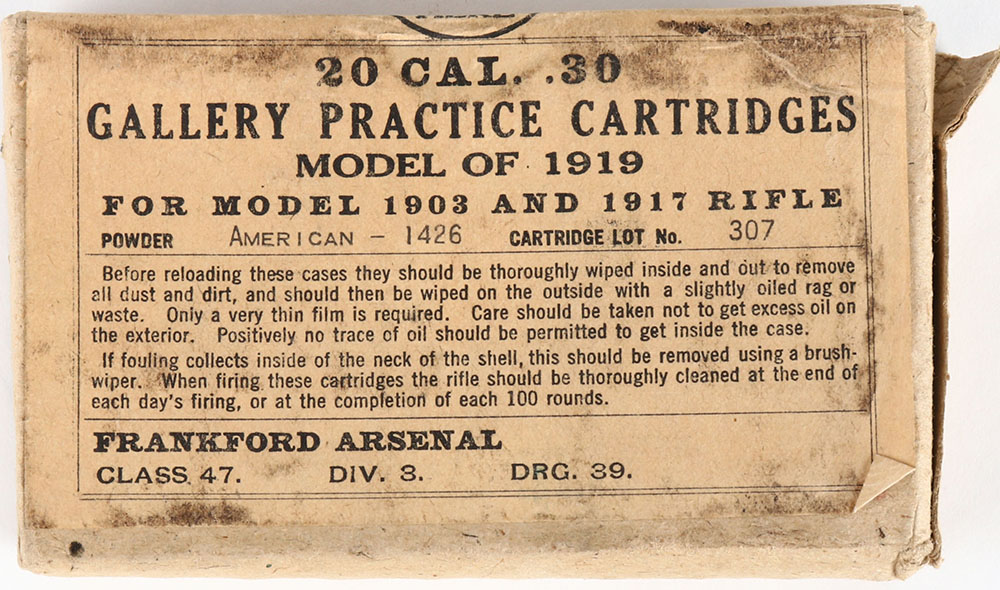 20 CAL. .30
GALLERY PRACTICE CARTRIDGES
MODEL OF 1919
FOR MODEL 1903 AND 1917 RIFLE
POWDER AMERICAN - 1426 CARTRIDGE LOT No. 307
Before reloading these cases they should be thoroughly wiped inside and out to remove
all dust and dirt, and should then be wiped on the outside with a slightly oiled rag or
waste. Only a very thin film is required. Care should be taken not to get excess oil on
the exterior. Positively no trace of oil should be permitted to get inside the case.
If fouling collects inside of the neck of the shell, this should be removed using a brush-
wiper. When firing these cartridges the rifle should be thoroughly cleaned at the end of
each day's firing, or at the completion of each 100 rounds.
FRANKFORD ARSENAL
CLASS 47. DIV. 3. DRG. 39.